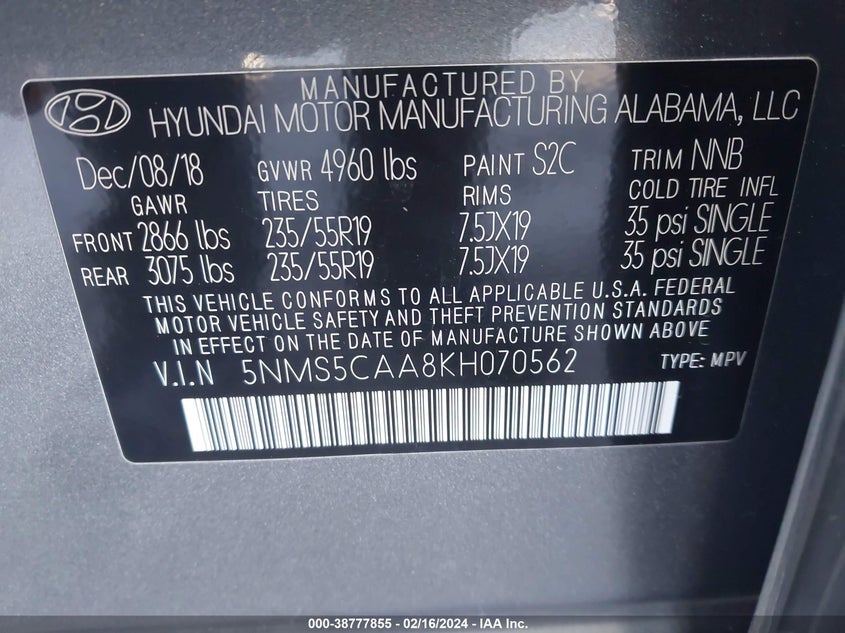 MANUFACTURED BY
HYUNDAI MOTOR MANUFACTURING ALABAMA, LLC
Dec/08/18 GVWR 4960 lbs PAINT S2C TRIM NNB
GAWR TIRES RIMS COLD TIRE INFL
FRONT 2866 lbs 235/55R19 7.5JX19 35 psi SINGLE
REAR 3075 lbs 235/55R19 7.5JX19 35 psi SINGLE
THIS VEHICLE CONFORMS TO ALL APPLICABLE U.S.A. FEDERAL
MOTOR VEHICLE SAFETY AND THEFT PREVENTION STANDARDS
IN EFFECT ON THE DATE OF MANUFACTURE SHOWN ABOVE
V.I.N 5NMS5CAA8KH070562 TYPE: MPV
000-38777855 - 02/16/2024 - IAA Inc.